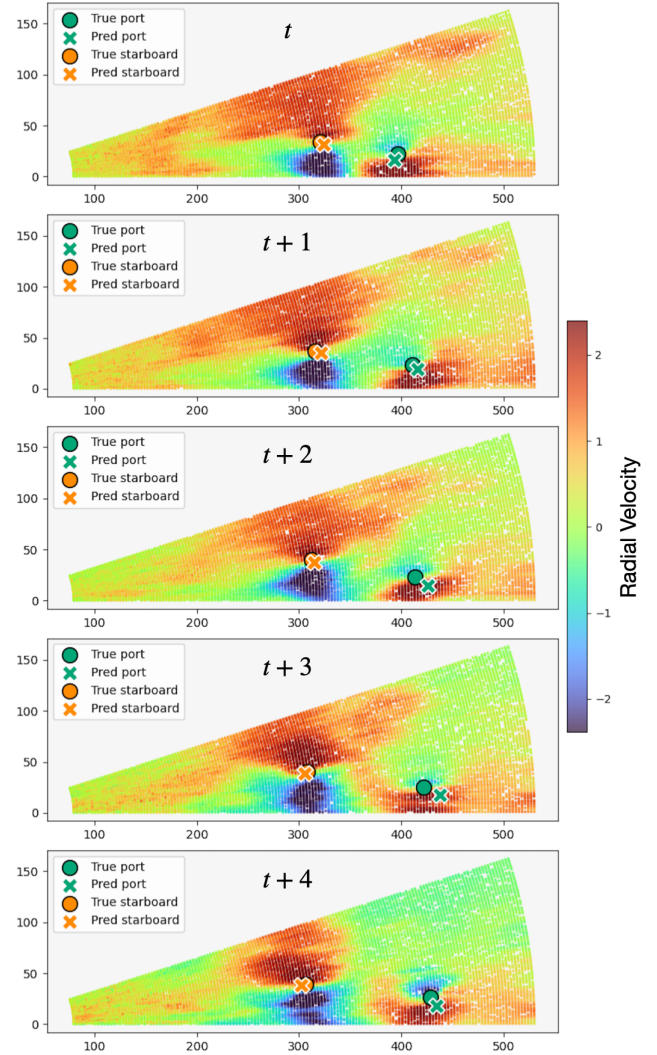 True port
Pred port
True starboard
Pred starboard
t
150
100
50
0
100 200 300 400 500
True port
Pred port
True starboard
Pred starboard
t + 1
150
100
50
0
100 200 300 400 500
True port
Pred port
True starboard
Pred starboard
t + 2
150
100
50
0
100 200 300 400 500
True port
Pred port
True starboard
Pred starboard
t + 3
150
100
50
0
100 200 300 400 500
True port
Pred port
True starboard
Pred starboard
t + 4
150
100
50
0
100 200 300 400 500
2
1
0
−1
−2
Radial Velocity